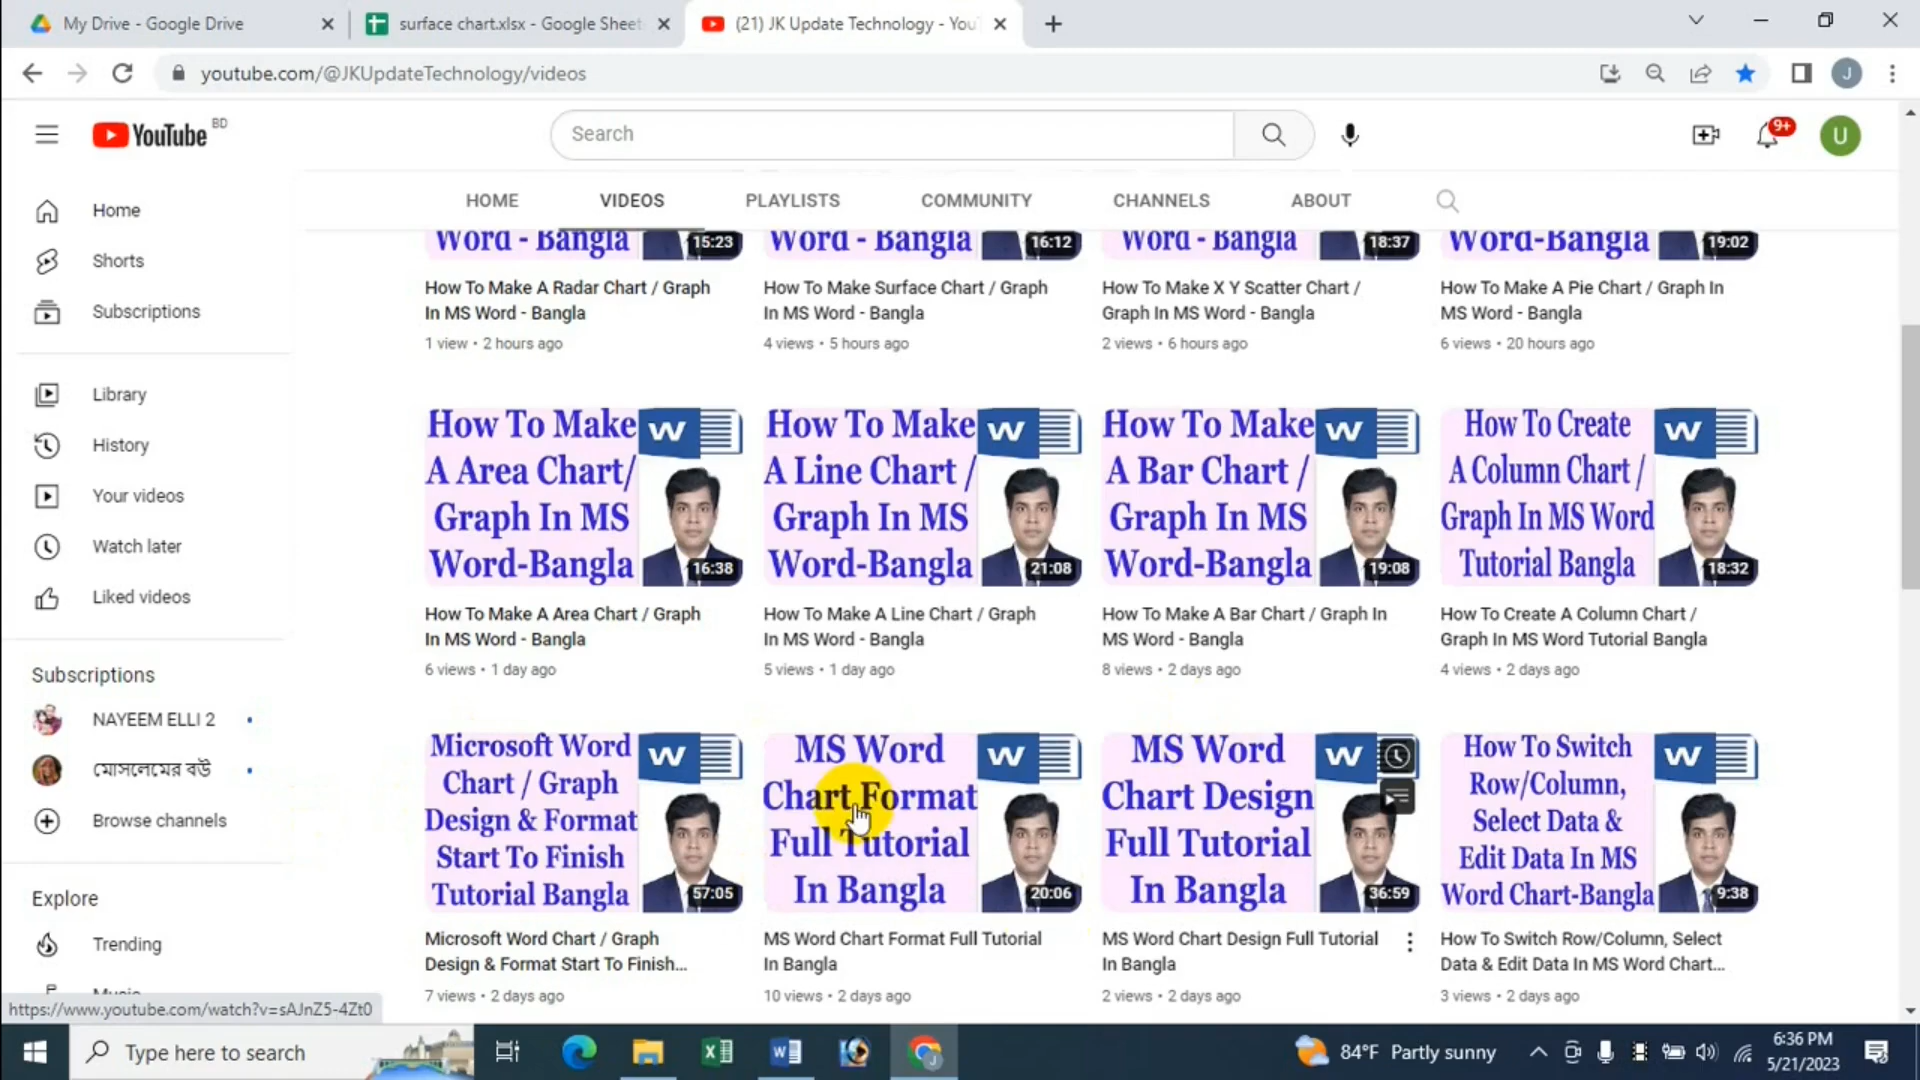 My Drive - Google Drive
surface chart.xlsx - Google Sheet
(21) JK Update Technology - You
youtube.com/@JKUpdateTechnology/videos
J
YouTube BD
Search
9+
U
HOME VIDEOS PLAYLISTS COMMUNITY CHANNELS ABOUT
Home
Shorts
Subscriptions
Library
History
Your videos
Watch later
Liked videos
Subscriptions
NAYEEM ELLI 2
মোসলেমের বউ
Browse channels
Explore
Trending
Music
Word - Bangla
15:23
How To Make A Radar Chart / Graph
In MS Word - Bangla
1 view • 2 hours ago
Word - Bangla
16:12
How To Make Surface Chart / Graph
In MS Word - Bangla
4 views • 5 hours ago
Word - Bangla
18:37
How To Make X Y Scatter Chart /
Graph In MS Word - Bangla
2 views • 6 hours ago
Word-Bangla
19:02
How To Make A Pie Chart / Graph In
MS Word - Bangla
6 views • 20 hours ago
How To Make
A Area Chart/
Graph In MS
Word-Bangla
W
16:38
How To Make A Area Chart / Graph
In MS Word - Bangla
6 views • 1 day ago
How To Make
A Line Chart /
Graph In MS
Word-Bangla
W
21:08
How To Make A Line Chart / Graph
In MS Word - Bangla
5 views • 1 day ago
How To Make
A Bar Chart /
Graph In MS
Word-Bangla
W
19:08
How To Make A Bar Chart / Graph In
MS Word - Bangla
8 views • 2 days ago
How To Create
A Column Chart /
Graph In MS Word
Tutorial Bangla
W
18:32
How To Create A Column Chart /
Graph In MS Word Tutorial Bangla
4 views • 2 days ago
Microsoft Word
Chart / Graph
Design & Format
Start To Finish
Tutorial Bangla
W
57:05
Microsoft Word Chart / Graph
Design & Format Start To Finish...
7 views • 2 days ago
MS Word
Chart Format
Full Tutorial
In Bangla
W
20:06
MS Word Chart Format Full Tutorial
In Bangla
10 views • 2 days ago
MS Word
Chart Design
Full Tutorial
In Bangla
W
36:59
MS Word Chart Design Full Tutorial
In Bangla
2 views • 2 days ago
How To Switch
Row/Column,
Select Data &
Edit Data In MS
Word Chart-Bangla
W
9:38
How To Switch Row/Column, Select
Data & Edit Data In MS Word Chart...
3 views • 2 days ago
https://www.youtube.com/watch?v=sAJnZ5-4Zt0
Type here to search
84°F Partly sunny
6:36 PM
5/21/2023